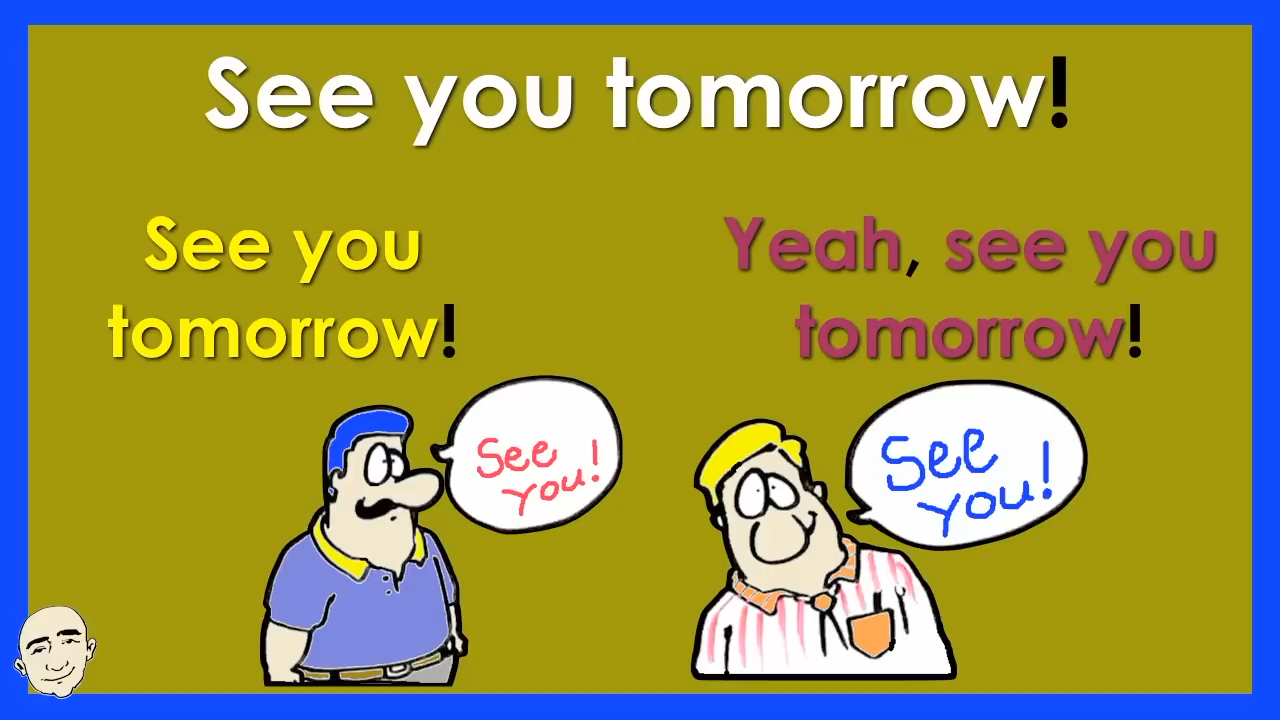 See you tomorrow!
See you
tomorrow!
Yeah, see you
tomorrow!
See
you!
See
you!